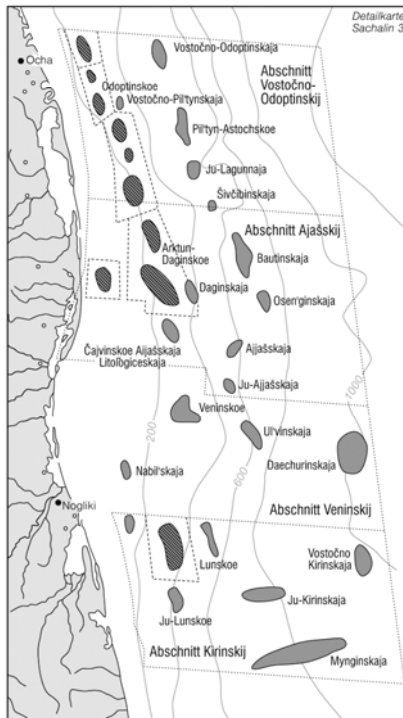 Detailkarte
Sachalin 3
Ocha
Vostočno-Odoptinskaja
Abschnitt
Vostočno-
Odoptinskij
Odoptinskoe
Vostočno-Pil'tynskaja
Pil'tyn-Astochskoe
Ju-Lagunnaja
Šivčibinskaja
Abschnitt Ajašskij
Arktun-
Daginskoe
Bautinskaja
Daginskaja
Osen'ginskaja
Čajvinskoe Aijašskaja
Litologiceskaja
Ajjašskaja
Ju-Ajjašskaja
1000
Veninskoe
200
Ul'vinskaja
Daechurinskaja
Nabil'skaja
600
Nogliki
Abschnitt Veninskij
Lunskoe
Vostočno
Kirinskaja
Ju-Lunskoe
Ju-Kirinskaja
Abschnitt Kirinskij
Mynginskaja